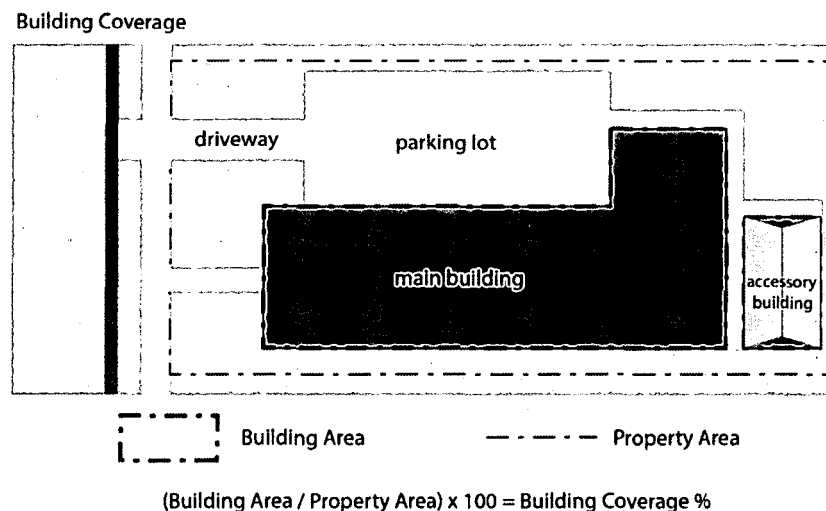 Building Coverage
driveway
parking lot
main building
accessory
building
Building Area
Property Area
(Building Area / Property Area) x 100 = Building Coverage %